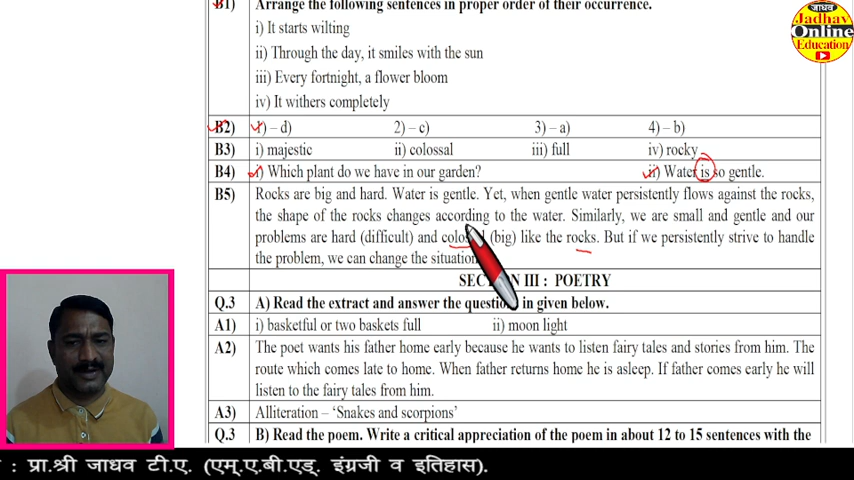 B1) Arrange the following sentences in proper order of their occurrence.
i) It starts wilting
ii) Through the day, it smiles with the sun
iii) Every fortnight, a flower bloom
iv) It withers completely
B2) 1) – d) 2) – c) 3) – a) 4) – b)
B3) i) majestic ii) colossal iii) full iv) rocky
B4) i) Which plant do we have in our garden? ii) Water is so gentle.
B5) Rocks are big and hard. Water is gentle. Yet, when gentle water persistently flows against the rocks,
the shape of the rocks changes according to the water. Similarly, we are small and gentle and our
problems are hard (difficult) and (big) like the rocks. But if we persistently strive to handle
the problem, we can change the situation
SECTION III : POETRY
Q.3 A) Read the extract and answer the question in given below.
A1) i) basketful or two baskets full ii) moon light
A2) The poet wants his father home early because he wants to listen fairy tales and stories from him. The
route which comes late to home. When father returns home he is asleep. If father comes early he will
listen to the fairy tales from him.
A3) Alliteration – ‘Snakes and scorpions’
Q.3 B) Read the poem. Write a critical appreciation of the poem in about 12 to 15 sentences with the
जाधव
Jadhav
Online
Education
: प्रा.श्री जाधव टी.ए. (एम्.ए.बी.एड्. इंग्रजी व इतिहास).